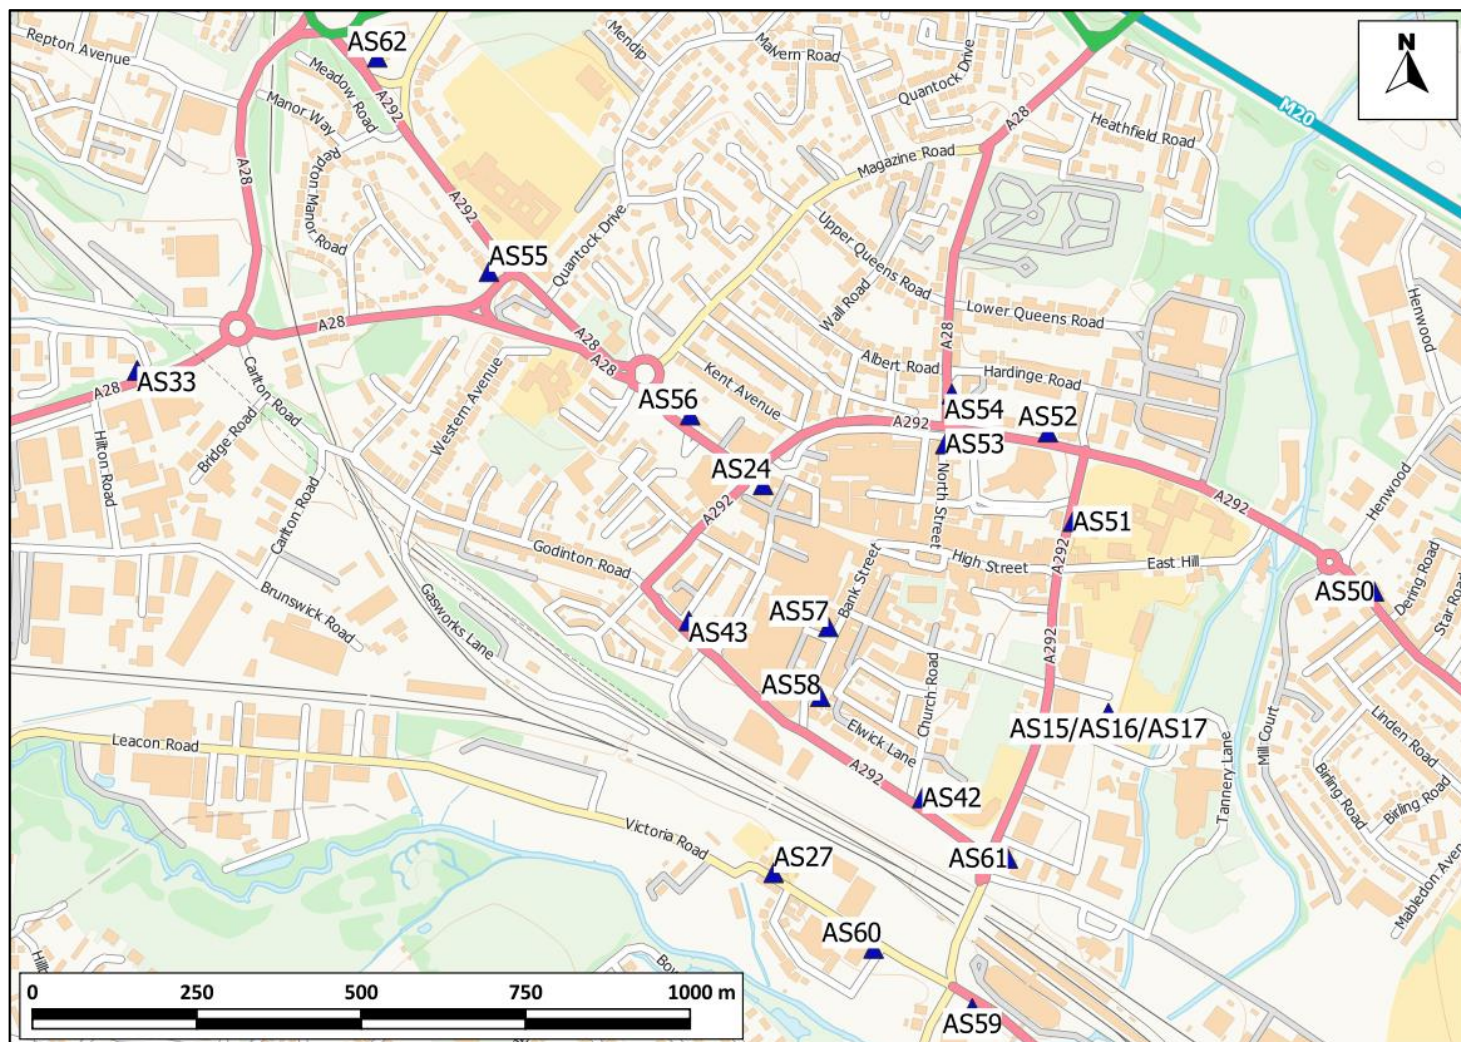 Repton Avenue
AS62
Mendip
Malvern Road
Quantock Drive
N
M20
A28
Meadow Road
Manor Way
A292
Heathfield Road
Magazine Road
A28
Repton Manor Road
A292
Quantock Drive
Upper Queens Road
Wall Road
AS55
Lower Queens Road
Henwood
A28
A28
A28
A28
AS33
A28
Carlton Road
Western Avenue
Kent Avenue
Albert Road
Hardinge Road
AS56
AS54
AS52
A292
AS53
Hilton Road
Bridge Road
AS24
North Street
A292
A292
Henwood
AS51
Carlton Road
Godinton Road
High Street
A292
East Hill
Bank Street
AS50
Dering Road
Star Road
Brunswick Road
Gasworks Lane
AS57
AS43
A292
Church Road
AS58
AS15/AS16/AS17
Elwick Lane
Mill Court
Linden Road
Leacon Road
A292
AS42
Tannery Lane
Birling Road
Birling Road
Victoria Road
AS27
AS61
Mabledon Aven
AS60
AS59
0 250 500 750 1000 m